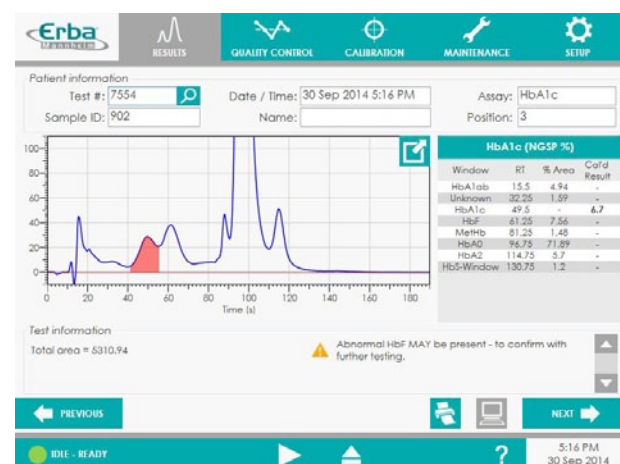 Erba
Mannheim
RESULTS
QUALITY CONTROL
CALIBRATION
MAINTENANCE
SETUP
Patient information
Test #: 7554
Date / Time: 30 Sep 2014 5:16 PM
Assay: HbA1c
Sample ID: 902
Name:
Position: 3
100
80
60
40
20
0
0 20 40 60 80 100 120 140 160 180
Time (s)
HbA1c (NGSP %)
Window RT % Area Cal'd Result
HbA1ab 15.5 4.94 -
Unknown 32.25 1.59 -
HbA1c 49.5 - 6.7
HbF 61.25 7.56 -
MetHb 81.25 1.48 -
HbA0 96.75 71.89 -
HbA2 114.75 5.7 -
HbS-Window 130.75 1.2 -
Test information
Total area = 5310.94
Abnormal HbF MAY be present - to confirm with
further testing.
PREVIOUS
NEXT
IDLE - READY
?
5:16 PM
30 Sep 2014